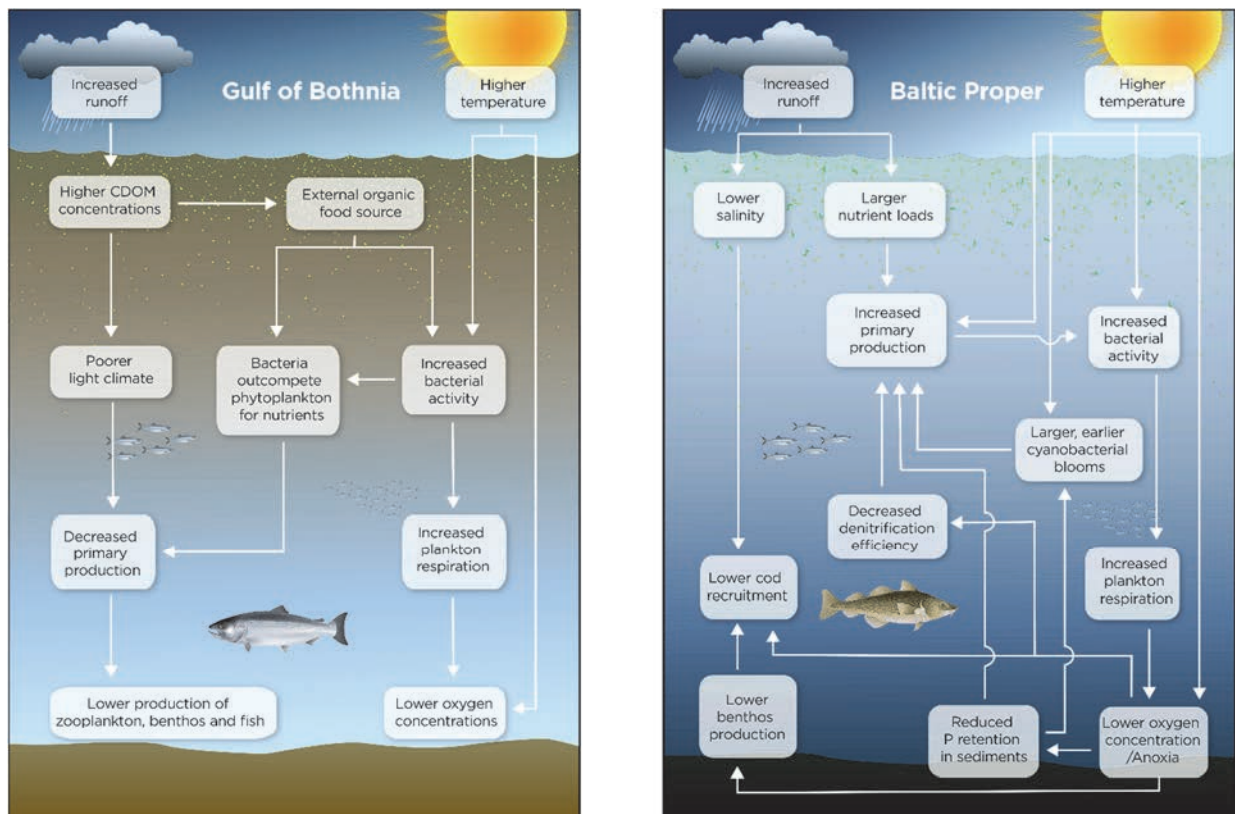 Increased
runoff
Gulf of Bothnia
Higher
temperature
Higher CDOM
concentrations
External organic
food source
Poorer
light climate
Bacteria
outcompete
phytoplankton
for nutrients
Increased
bacterial
activity
Decreased
primary
production
Increased
plankton
respiration
Lower production of
zooplankton, benthos and fish
Lower oxygen
concentrations
Increased
runoff
Baltic Proper
Higher
temperature
Lower
salinity
Larger
nutrient loads
Increased
primary
production
Increased
bacterial
activity
Larger, earlier
cyanobacterial
blooms
Decreased
denitrification
efficiency
Lower cod
recruitment
Increased
plankton
respiration
Lower
benthos
production
Reduced
P retention
in sediments
Lower oxygen
concentration
/Anoxia